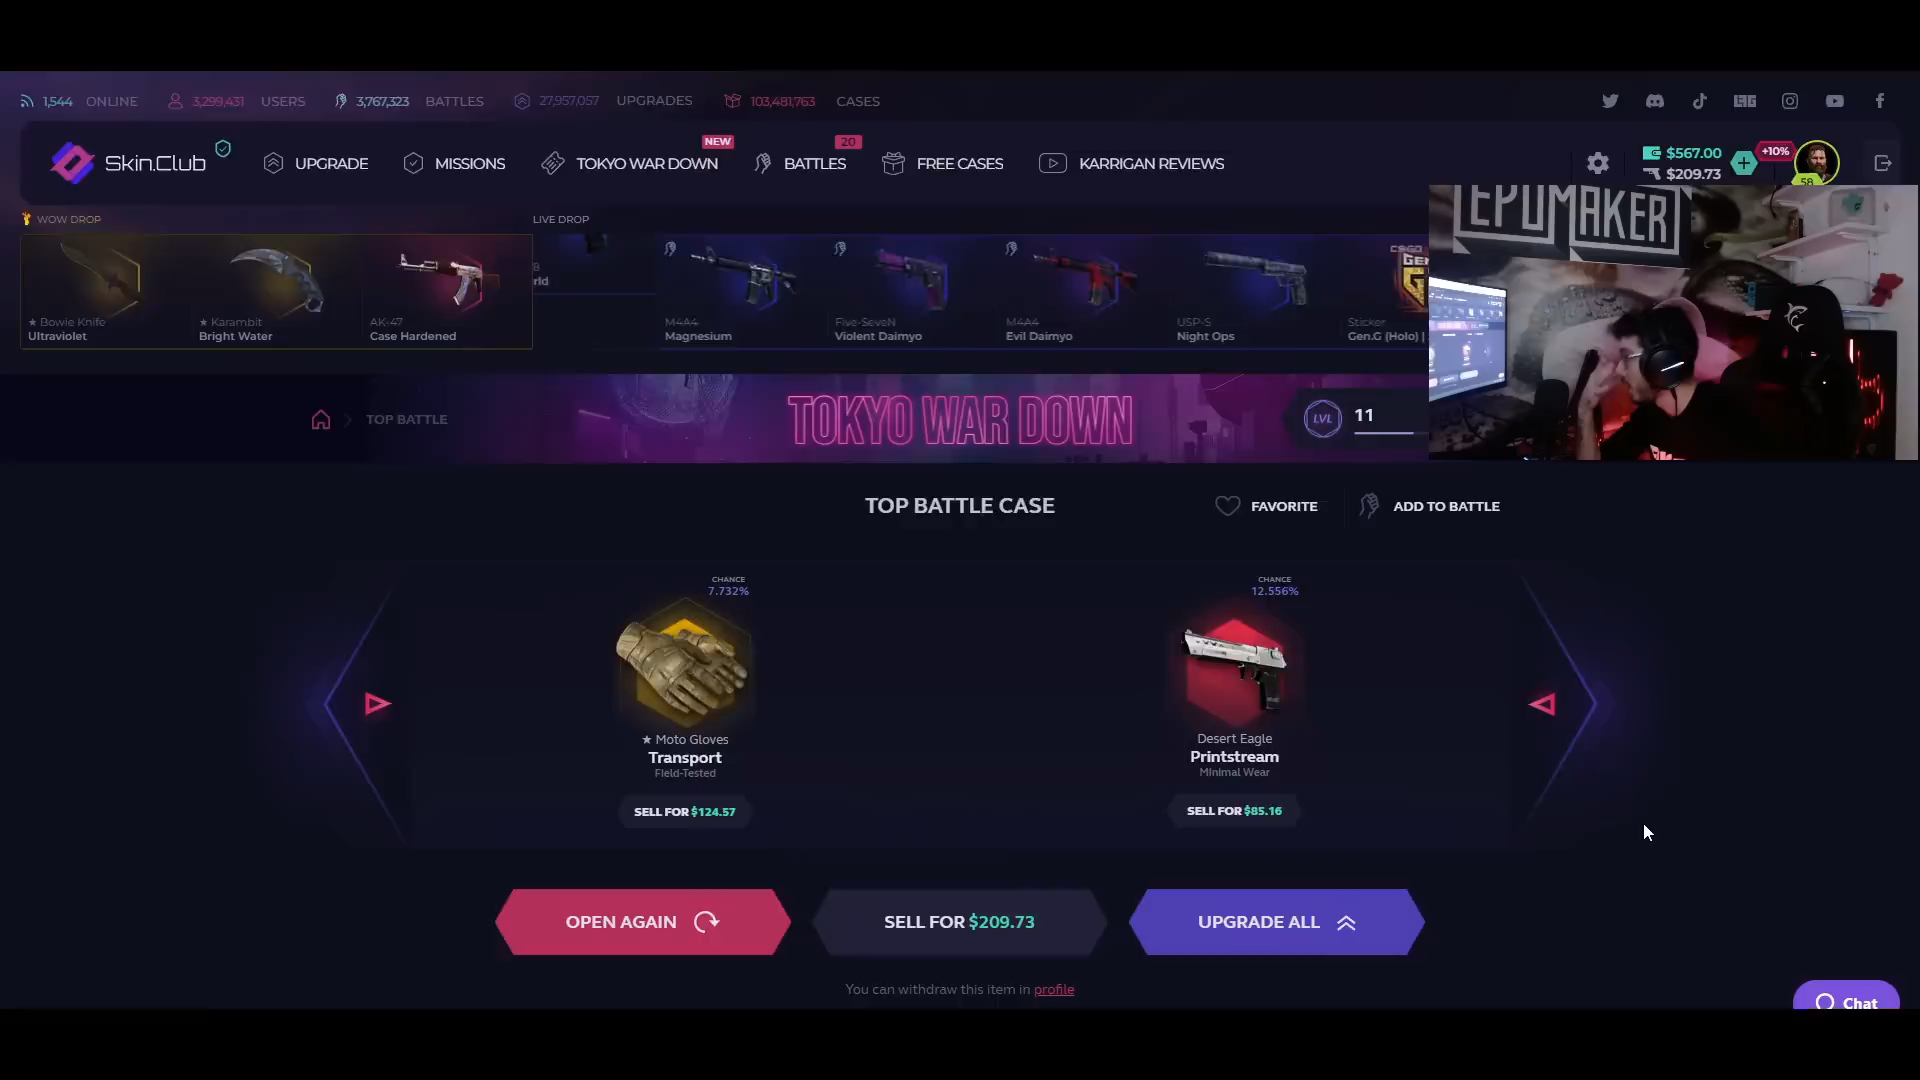 1,544 ONLINE 3,299,431 USERS 3,767,323 BATTLES 27,957,057 UPGRADES 103,481,763 CASES
Skin.Club UPGRADE MISSIONS TOKYO WAR DOWN NEW BATTLES 20 FREE CASES KARRIGAN REVIEWS
$567.00 +10%
$209.73
58
WOW DROP LIVE DROP
★ Bowie Knife
Ultraviolet
★ Karambit
Bright Water
AK-47
Case Hardened
M4A4
Magnesium
Five-SeveN
Violent Daimyo
M4A4
Evil Daimyo
USP-S
Night Ops
Sticker
Gen.G (Holo) |
EPOMAKER
TOP BATTLE
TOKYO WAR DOWN
LVL 11
TOP BATTLE CASE FAVORITE ADD TO BATTLE
CHANCE
7.732%
★ Moto Gloves
Transport
Field-Tested
SELL FOR $124.57
CHANCE
12.556%
Desert Eagle
Printstream
Minimal Wear
SELL FOR $85.16
OPEN AGAIN SELL FOR $209.73 UPGRADE ALL
You can withdraw this item in profile
Chat